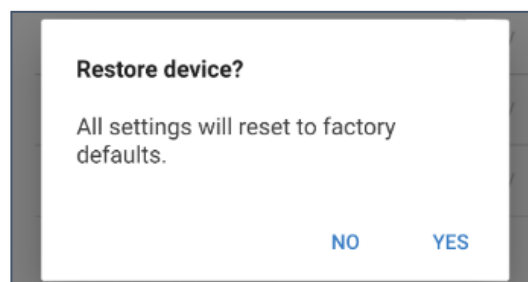 Restore device?
All settings will reset to factory
defaults.
NO YES